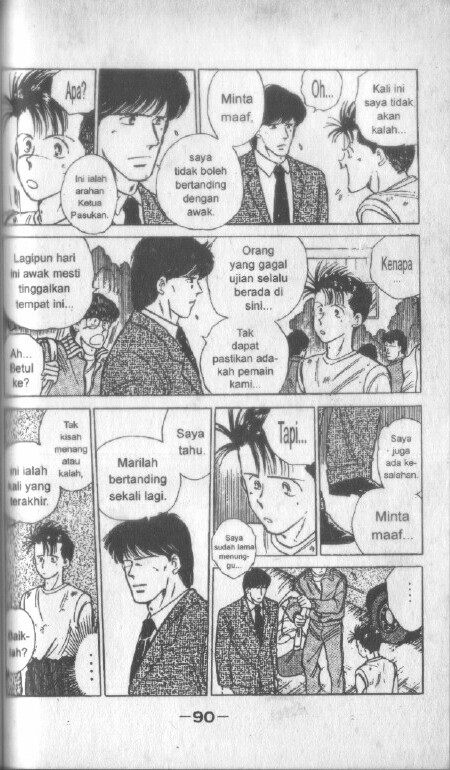 Kali ini
saya tidak
akan
kalah...
Oh...
Minta
maaf,
saya
tidak boleh
bertanding
dengan
awak.
Apa?
Ini ialah
arahan
Ketua
Pasukan.
Kenapa
...
Orang
yang gagal
ujian selalu
berada di
sini...
Tak
dapat
pastikan ada-
kah pemain
kami...
Lagipun hari
ini awak mesti
tinggalkan
tempat ini...
Ah...
Betul
ke?
Saya
juga
ada ke-
salahan.
Minta
maaf...
Tapi...
Saya
sudah lama
menung-
gu...
....
Saya
tahu.
Marilah
bertanding
sekali lagi.
Tak
kisah
menang
atau
kalah,
ini ialah
kali yang
terakhir.
Baik-
lah?
....
—90—